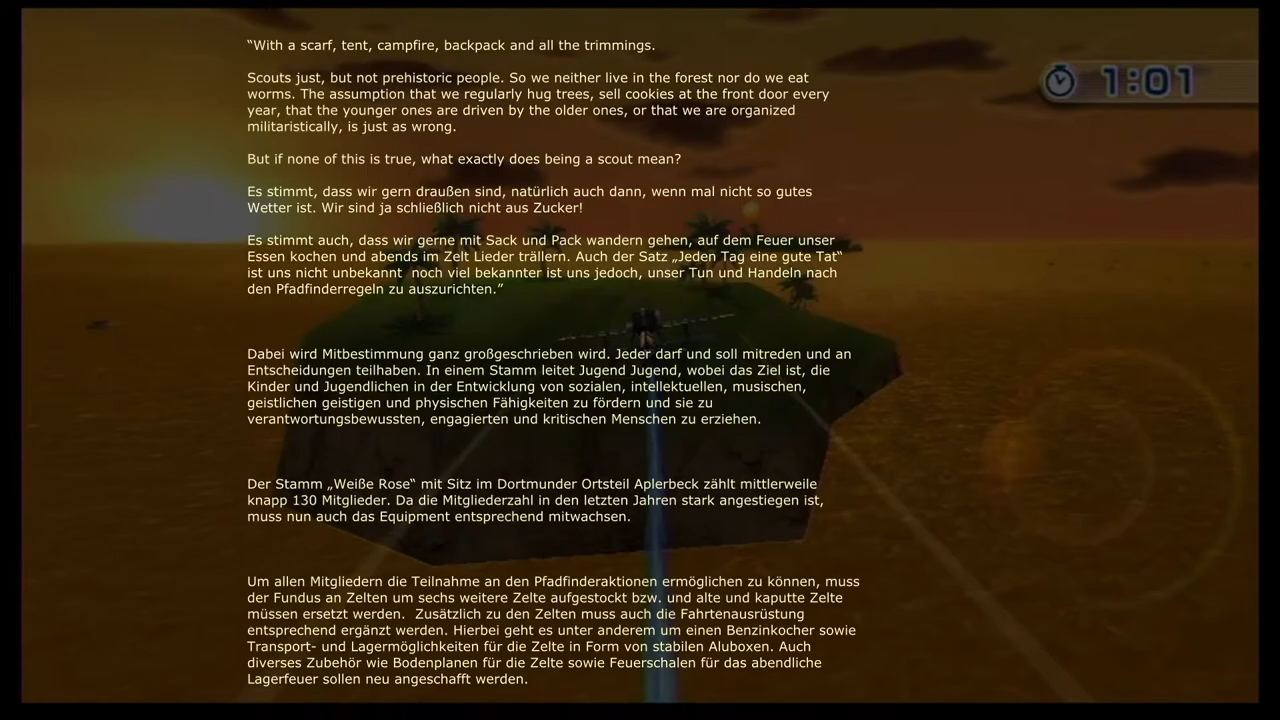 “With a scarf, tent, campfire, backpack and all the trimmings.
1:01
Scouts just, but not prehistoric people. So we neither live in the forest nor do we eat
worms. The assumption that we regularly hug trees, sell cookies at the front door every
year, that the younger ones are driven by the older ones, or that we are organized
militaristically, is just as wrong.
But if none of this is true, what exactly does being a scout mean?
Es stimmt, dass wir gern draußen sind, natürlich auch dann, wenn mal nicht so gutes
Wetter ist. Wir sind ja schließlich nicht aus Zucker!
Es stimmt auch, dass wir gerne mit Sack und Pack wandern gehen, auf dem Feuer unser
Essen kochen und abends im Zelt Lieder trällern. Auch der Satz „Jeden Tag eine gute Tat“
ist uns nicht unbekannt  noch viel bekannter ist uns jedoch, unser Tun und Handeln nach
den Pfadfinderregeln zu auszurichten.”
Dabei wird Mitbestimmung ganz großgeschrieben wird. Jeder darf und soll mitreden und an
Entscheidungen teilhaben. In einem Stamm leitet Jugend Jugend, wobei das Ziel ist, die
Kinder und Jugendlichen in der Entwicklung von sozialen, intellektuellen, musischen,
geistlichen geistigen und physischen Fähigkeiten zu fördern und sie zu
verantwortungsbewussten, engagierten und kritischen Menschen zu erziehen.
Der Stamm „Weiße Rose“ mit Sitz im Dortmunder Ortsteil Aplerbeck zählt mittlerweile
knapp 130 Mitglieder. Da die Mitgliederzahl in den letzten Jahren stark angestiegen ist,
muss nun auch das Equipment entsprechend mitwachsen.
Um allen Mitgliedern die Teilnahme an den Pfadfinderaktionen ermöglichen zu können, muss
der Fundus an Zelten um sechs weitere Zelte aufgestockt bzw. und alte und kaputte Zelte
müssen ersetzt werden.  Zusätzlich zu den Zelten muss auch die Fahrtenausrüstung
entsprechend ergänzt werden. Hierbei geht es unter anderem um einen Benzinkocher sowie
Transport- und Lagermöglichkeiten für die Zelte in Form von stabilen Aluboxen. Auch
diverses Zubehör wie Bodenplanen für die Zelte sowie Feuerschalen für das abendliche
Lagerfeuer sollen neu angeschafft werden.